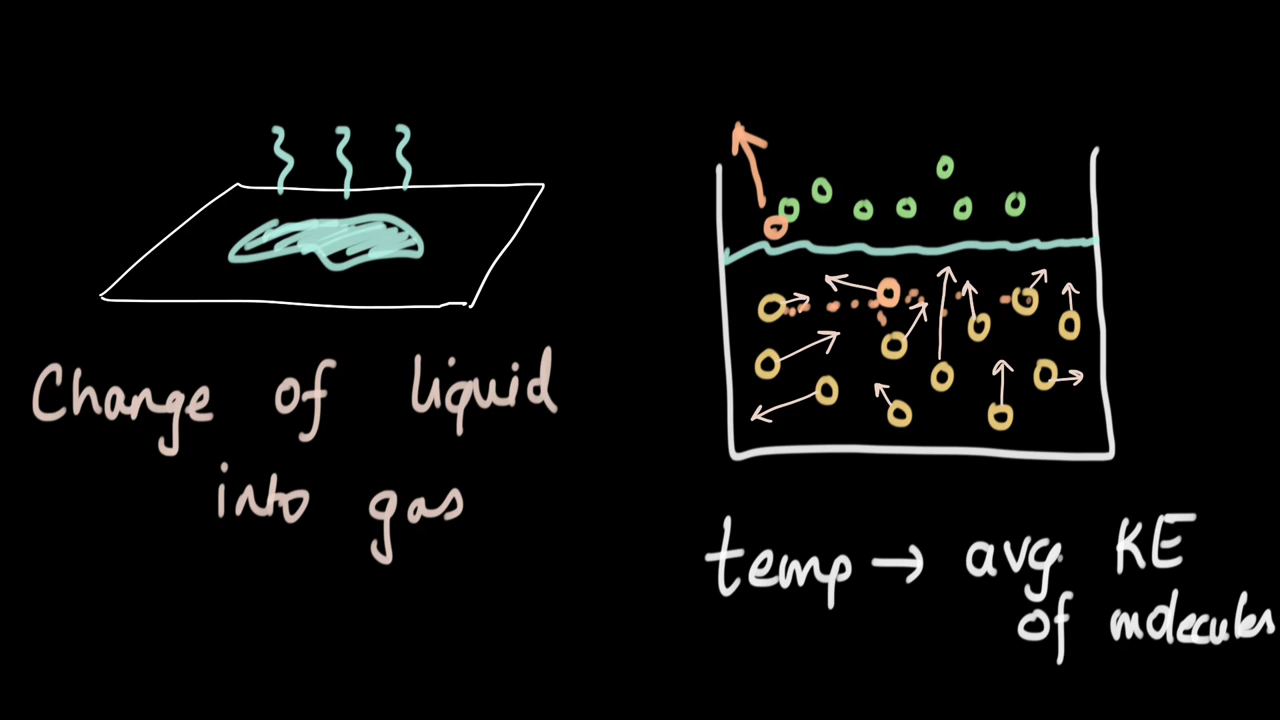 Change of liquid
into gas
temp → avg. KE
of molecules